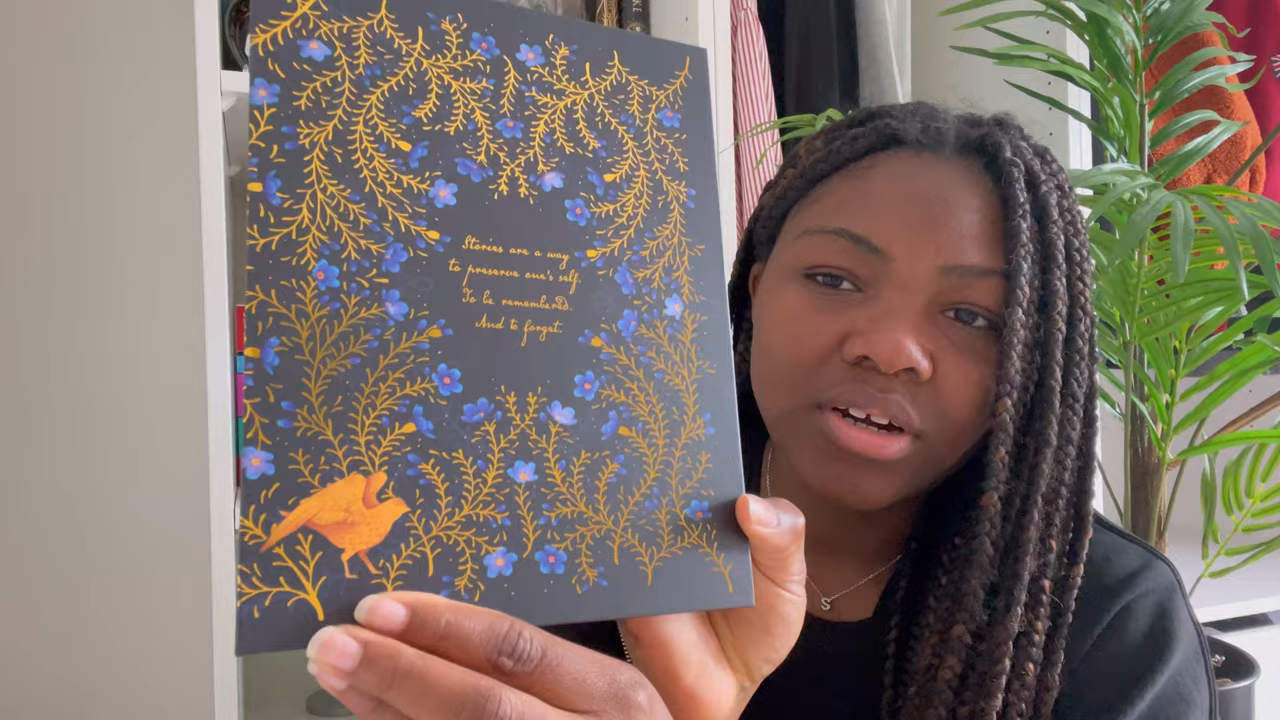 Stories are a way
to preserve one's self.
To be remembered.
And to forget.
S